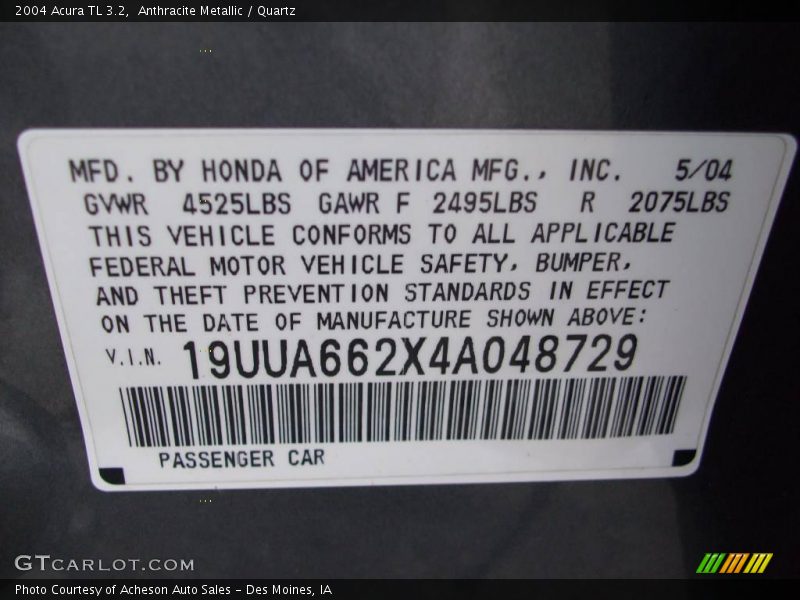 2004 Acura TL 3.2, Anthracite Metallic / Quartz
MFD. BY HONDA OF AMERICA MFG., INC. 5/04
GVWR 4525LBS GAWR F 2495LBS R 2075LBS
THIS VEHICLE CONFORMS TO ALL APPLICABLE
FEDERAL MOTOR VEHICLE SAFETY, BUMPER,
AND THEFT PREVENTION STANDARDS IN EFFECT
ON THE DATE OF MANUFACTURE SHOWN ABOVE:
V.I.N. 19UUA662X4A048729
PASSENGER CAR
GTCARLOT.COM
Photo Courtesy of Acheson Auto Sales - Des Moines, IA